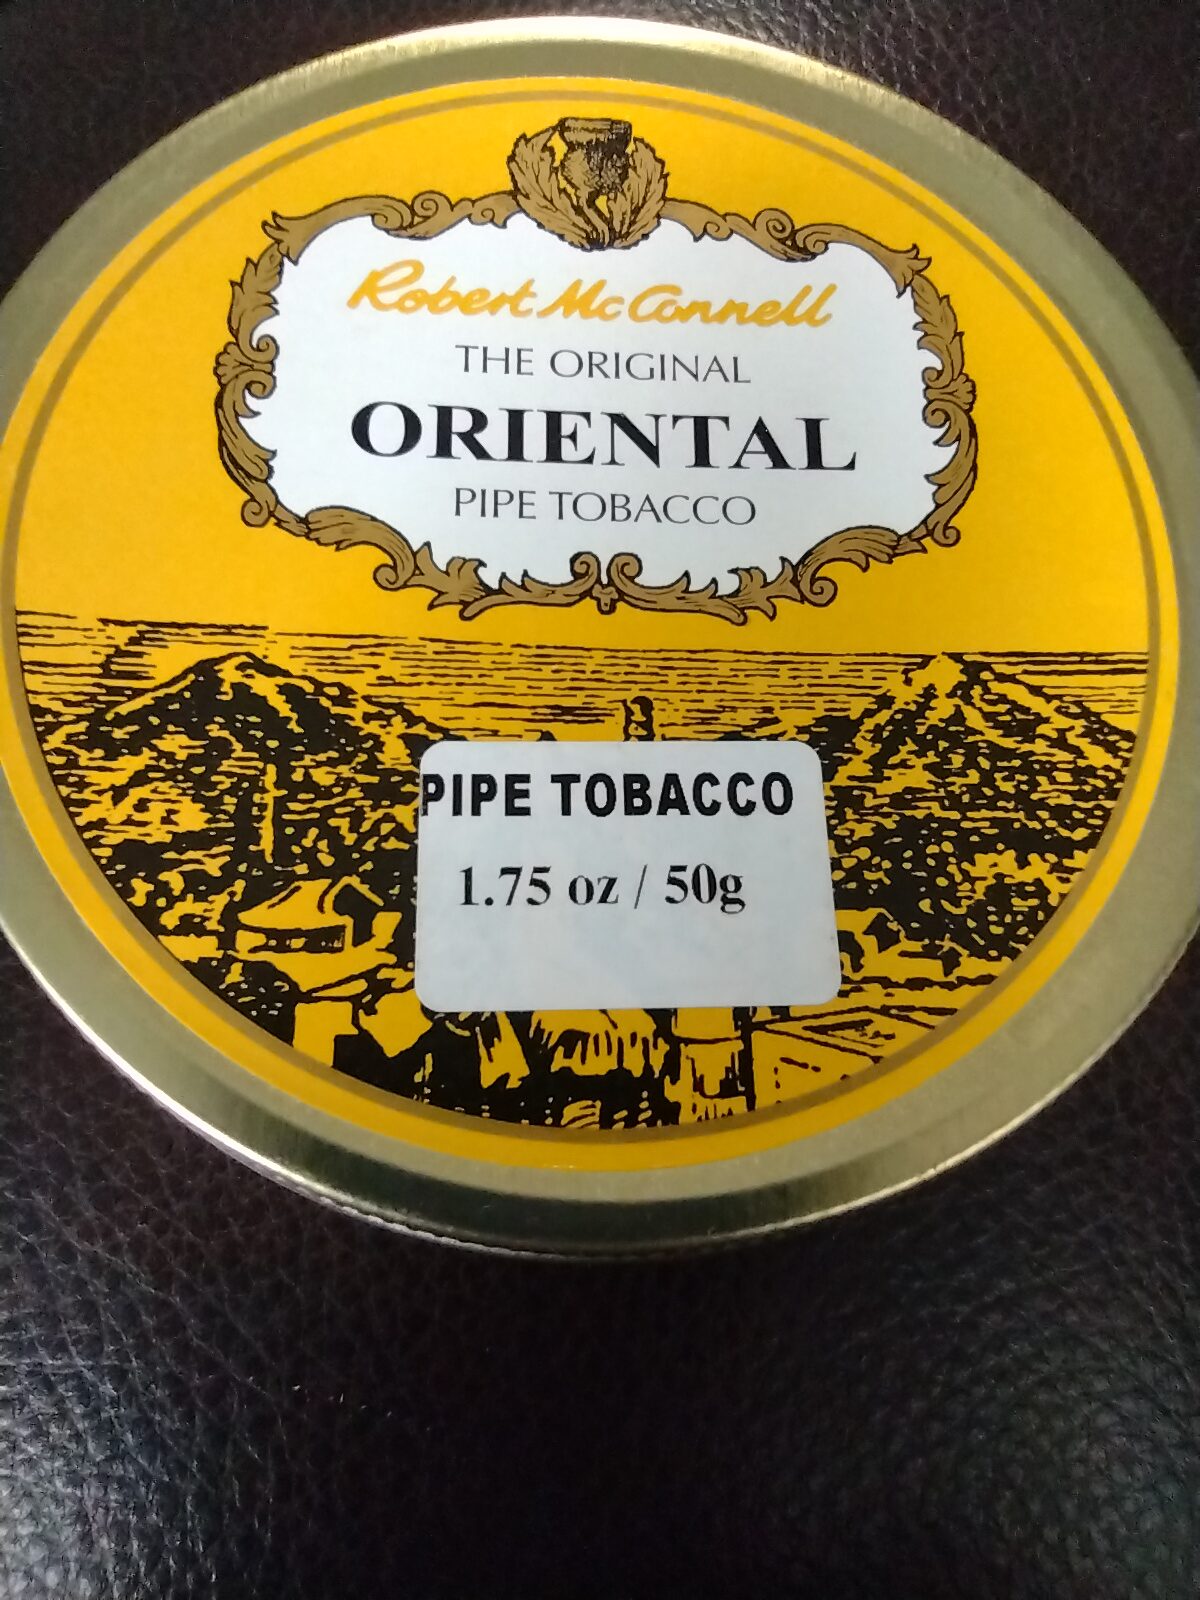 Robert McConnell
THE ORIGINAL
ORIENTAL
PIPE TOBACCO
PIPE TOBACCO
1.75 oz / 50g